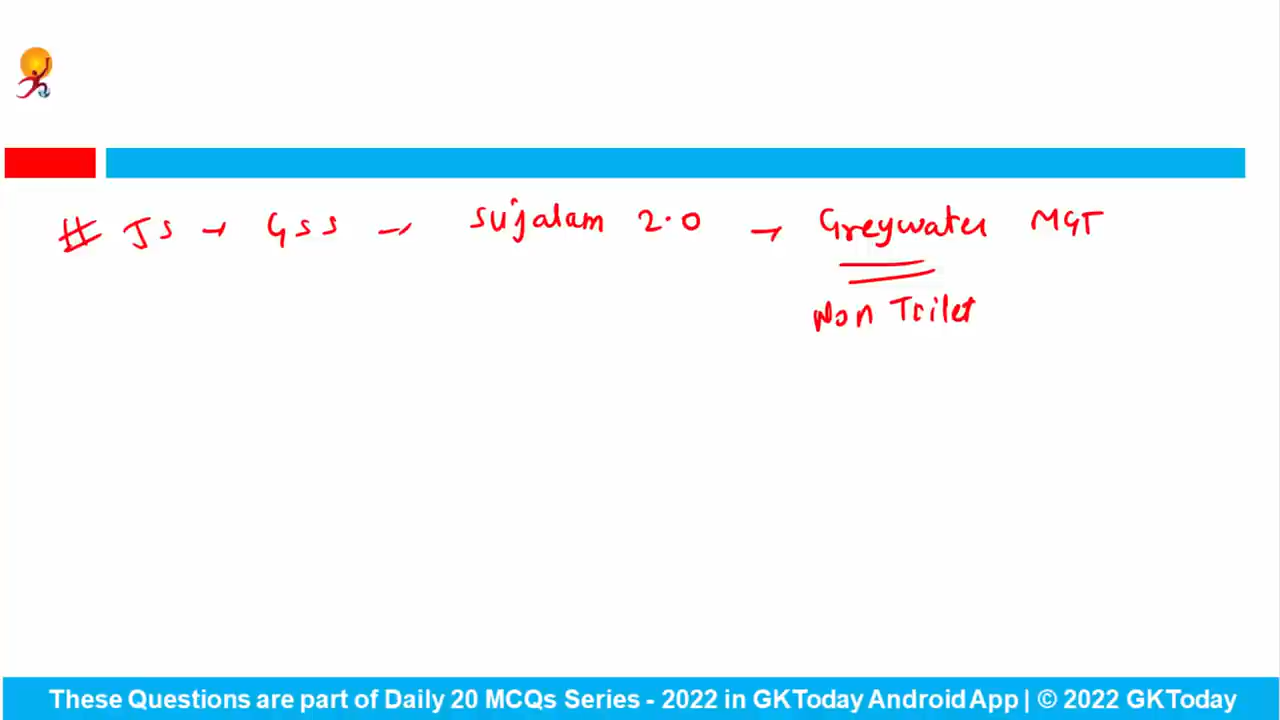 # JS → GSS → Sujalam 2.0 → Greywater MGT
Non Toilet
These Questions are part of Daily 20 MCQs Series - 2022 in GKToday Android App | © 2022 GKToday